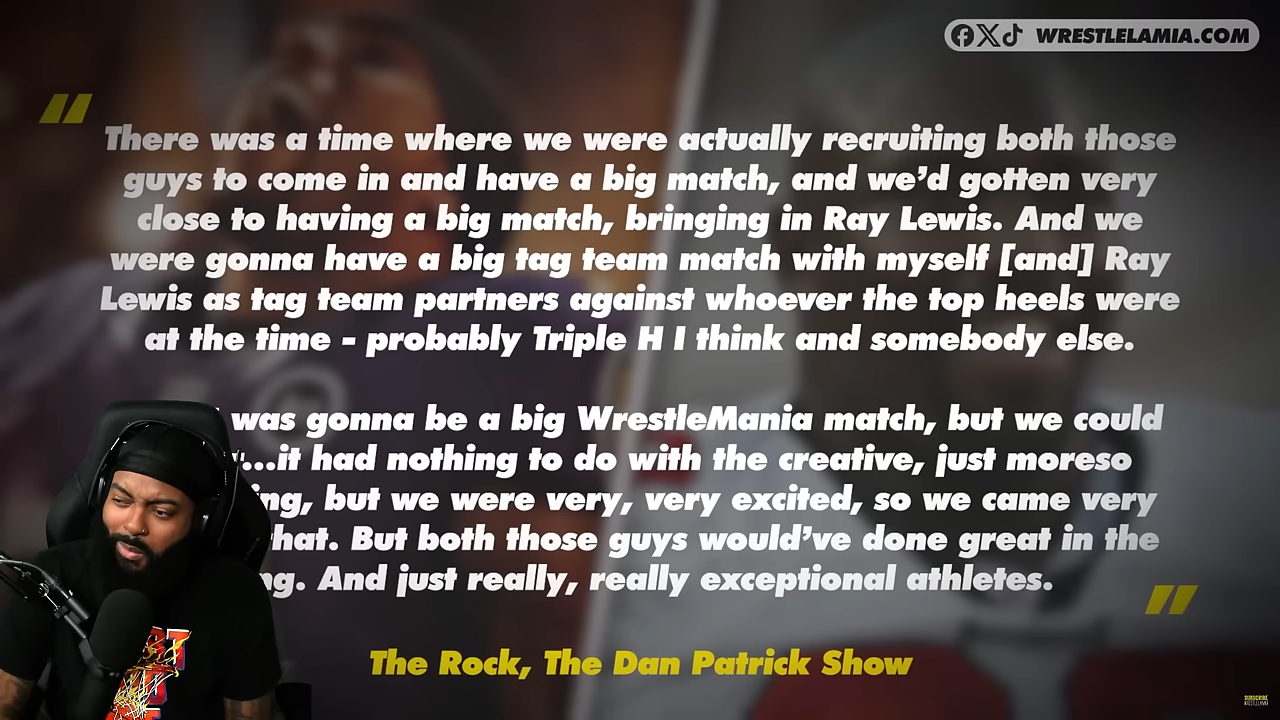 WRESTLELAMIA.COM
"
There was a time where we were actually recruiting both those
guys to come in and have a big match, and we'd gotten very
close to having a big match, bringing in Ray Lewis. And we
were gonna have a big tag team match with myself [and] Ray
Lewis as tag team partners against whoever the top heels were
at the time - probably Triple H I think and somebody else.
was gonna be a big WrestleMania match, but we could
...it had nothing to do with the creative, just moreso
but we were very, very excited, so we came very
that. But both those guys would've done great in the
And just really, really exceptional athletes.
"
The Rock, The Dan Patrick Show
SUBSCRIBE
WRESTLELAMIA